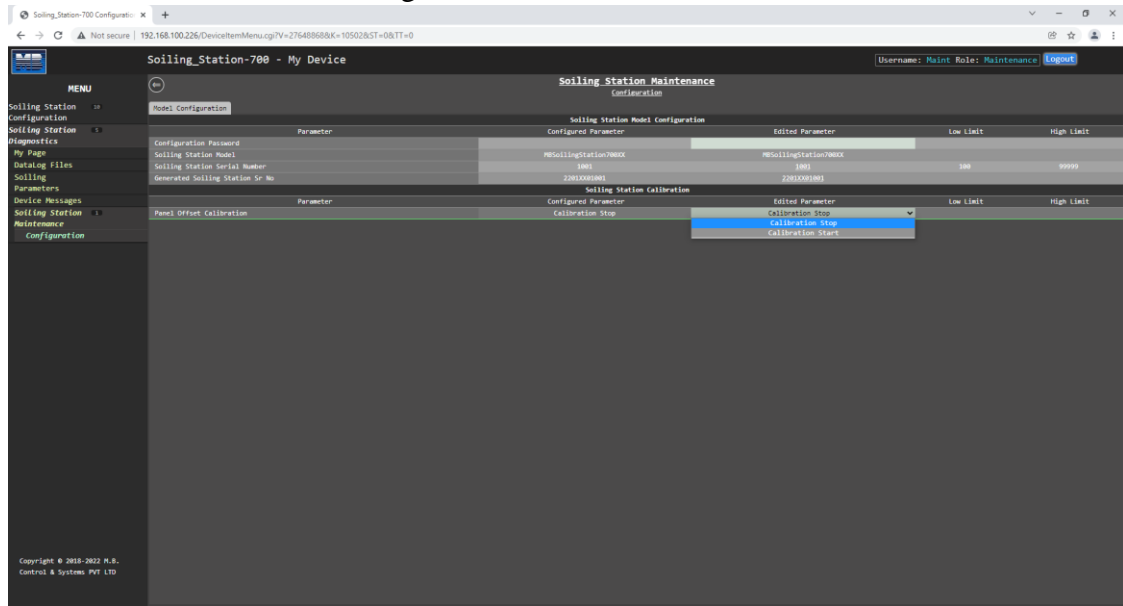 Soiling_Station-700 Configuratio
Not secure | 192.168.100.226/DeviceItemMenu.cgi?V=27648868&K=10502&ST=0&TT=0
Soiling_Station-700 - My Device
Username: Maint Role: Maintenance Logout
MENU
Soiling Station 10
Configuration
Soiling Station 5
Diagnostics
My Page
DataLog Files
Soiling
Parameters
Device Messages
Soiling Station 1
Maintenance
Configuration
Soiling Station Maintenance
Configuration
Model Configuration
Soiling Station Model Configuration
Parameter Configured Parameter Edited Parameter Low Limit High Limit
Configuration Password
Soiling Station Model MBSoilingStation700XX MBSoilingStation700XX
Soiling Station Serial Number 1001 1001 100 99999
Generated Soiling Station Sr No 2201XX01001 2201XX01001
Soiling Station Calibration
Parameter Configured Parameter Edited Parameter Low Limit High Limit
Panel Offset Calibration Calibration Stop Calibration Stop
Calibration Stop
Calibration Start
Copyright © 2018-2022 M.B.
Control & Systems PVT LTD